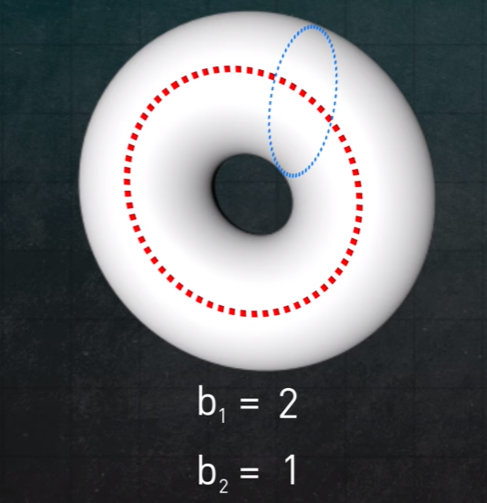 b₁ = 2
b₂ = 1